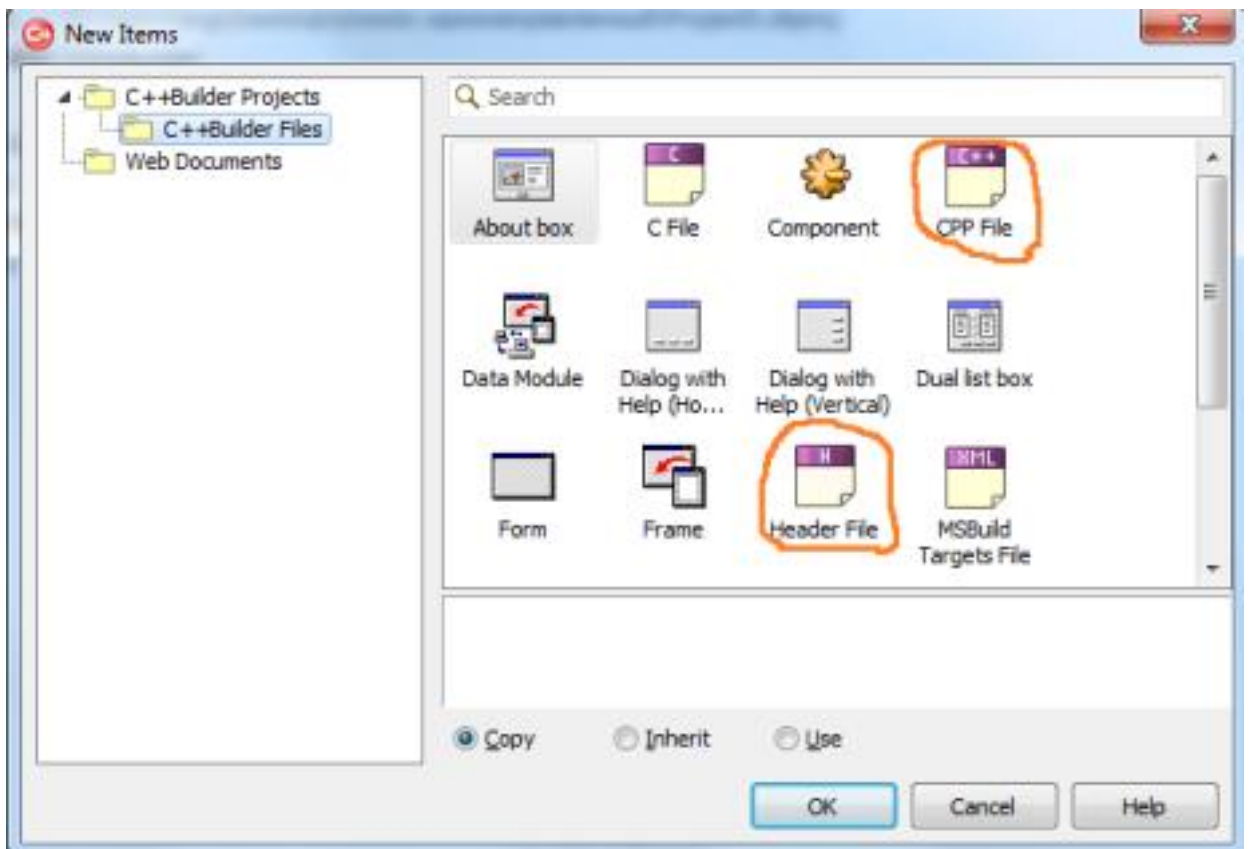 New Items
C++Builder Projects
C++Builder Files
Web Documents
Search
C
C++
About box
C File
Component
CPP File
Data Module
Dialog with
Help (Ho...
Dialog with
Help (Vertical)
Dual list box
H
XML
Form
Frame
Header File
MSBuild
Targets File
Copy
Inherit
Use
OK
Cancel
Help